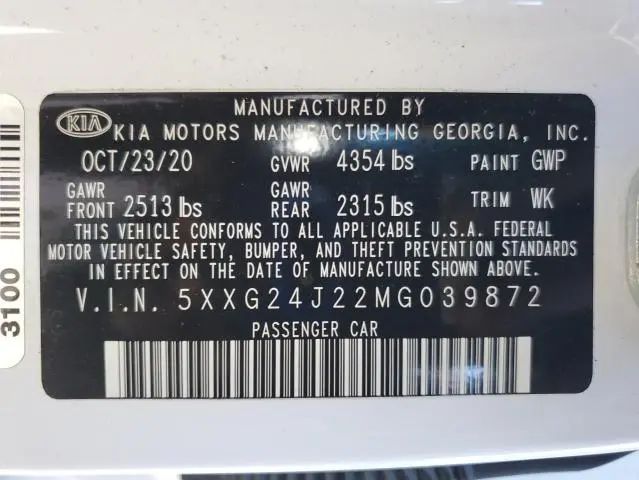 MANUFACTURED BY
KIA KIA MOTORS MANUFACTURING GEORGIA, INC.
OCT/23/20 GVWR 4354 lbs PAINT GWP
GAWR FRONT 2513 lbs GAWR REAR 2315 lbs TRIM WK
THIS VEHICLE CONFORMS TO ALL APPLICABLE U.S.A. FEDERAL
MOTOR VEHICLE SAFETY, BUMPER, AND THEFT PREVENTION STANDARDS
IN EFFECT ON THE DATE OF MANUFACTURE SHOWN ABOVE.
V.I.N. 5XXG24J22MG039872
PASSENGER CAR
3100